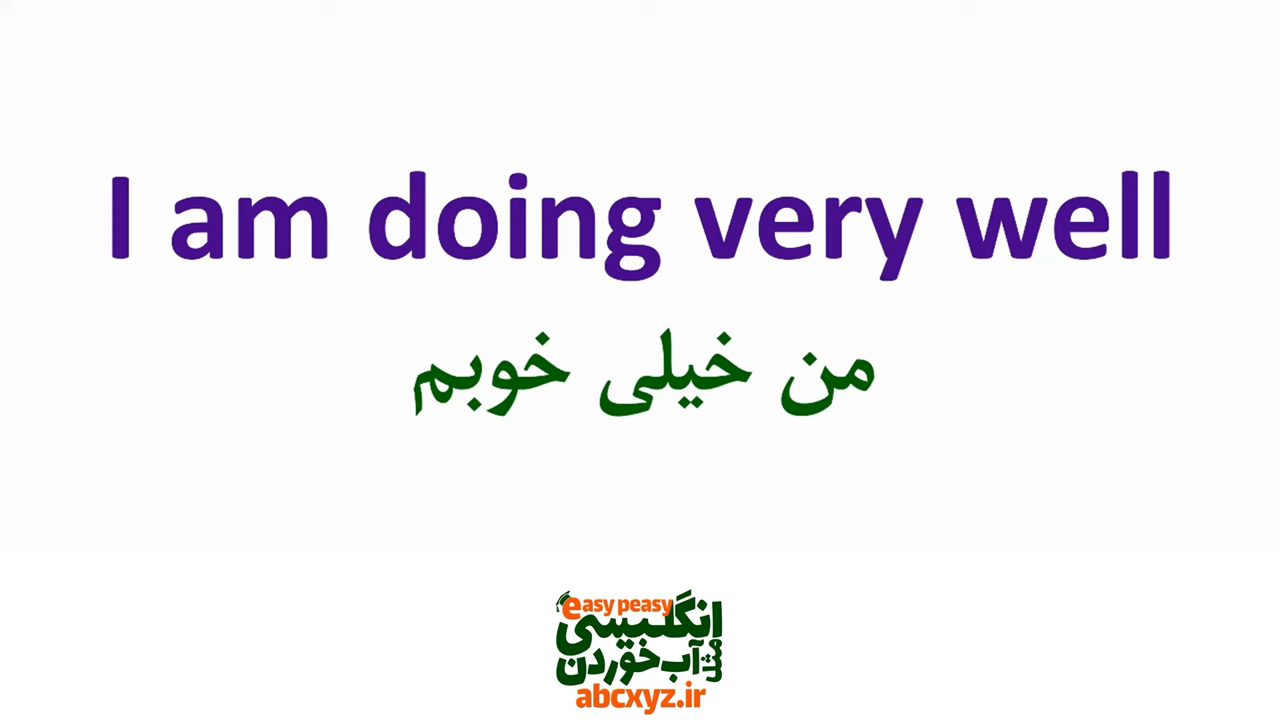 I am doing very well
من خیلی خوبم
easy peasy
انگلیسی
مثل آب خوردن
abcxyz.ir